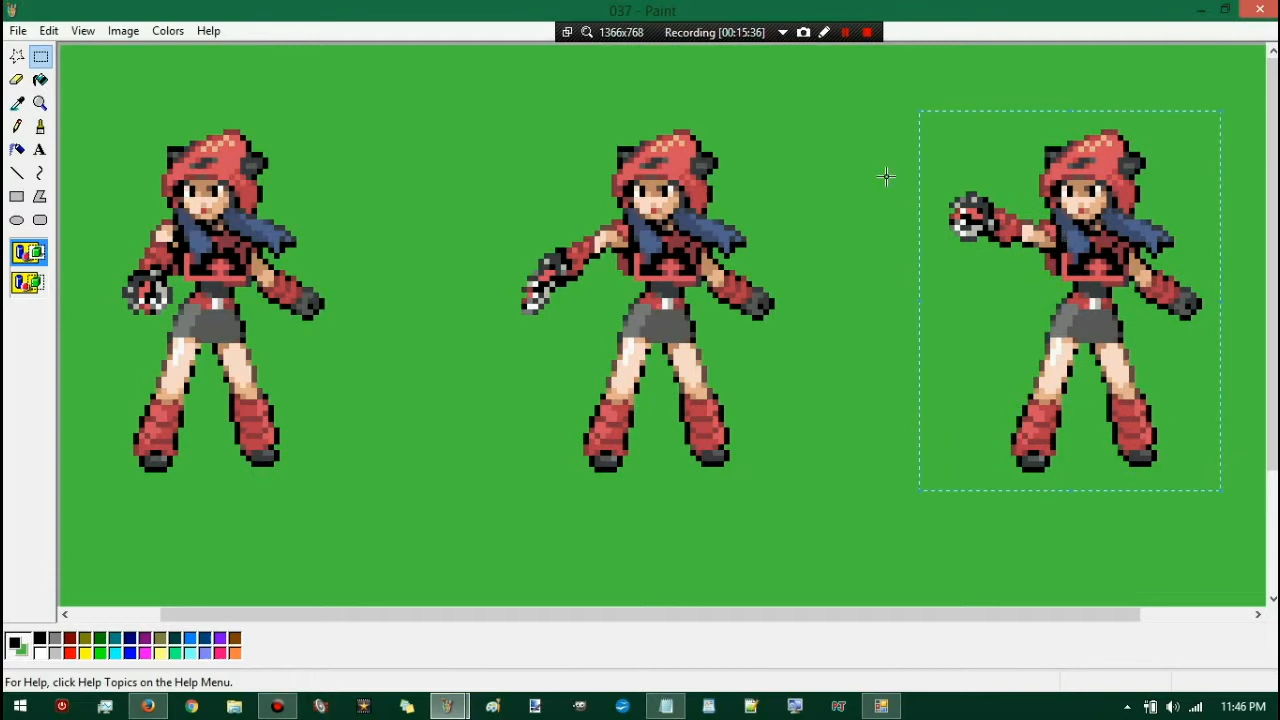 037 - Paint
File Edit View Image Colors Help
1366x768 Recording [00:15:36]
A
For Help, click Help Topics on the Help Menu.
11:46 PM